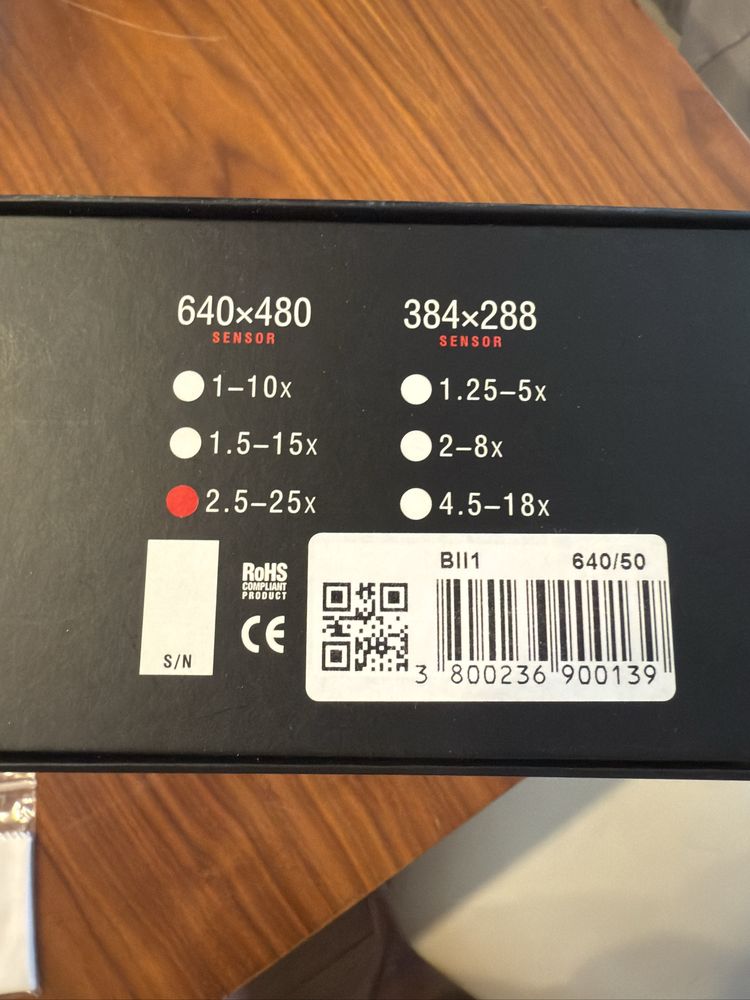 640×480
SENSOR
1–10x
1.5–15x
2.5–25x
384×288
SENSOR
1.25–5x
2–8x
4.5–18x
S/N
RoHS
COMPLIANT
PRODUCT
CE
BII1 640/50
3 800236 900139